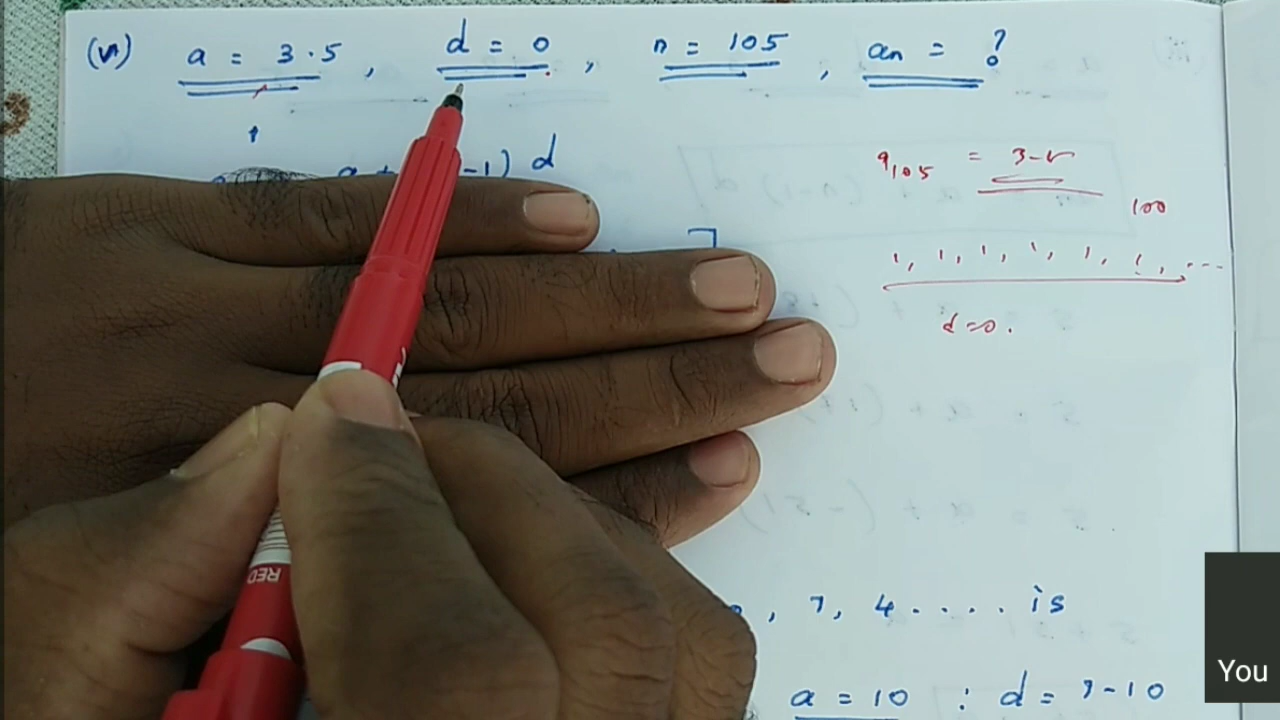 (v) a = 3.5 , d = 0 , n = 105 , an = ?
-1) d
a105 = 3-5
100
1, 1, 1, 1, 1, 1, ...
d=0.
, 7, 4.... is
a = 10 : d = 7-10
RED
You